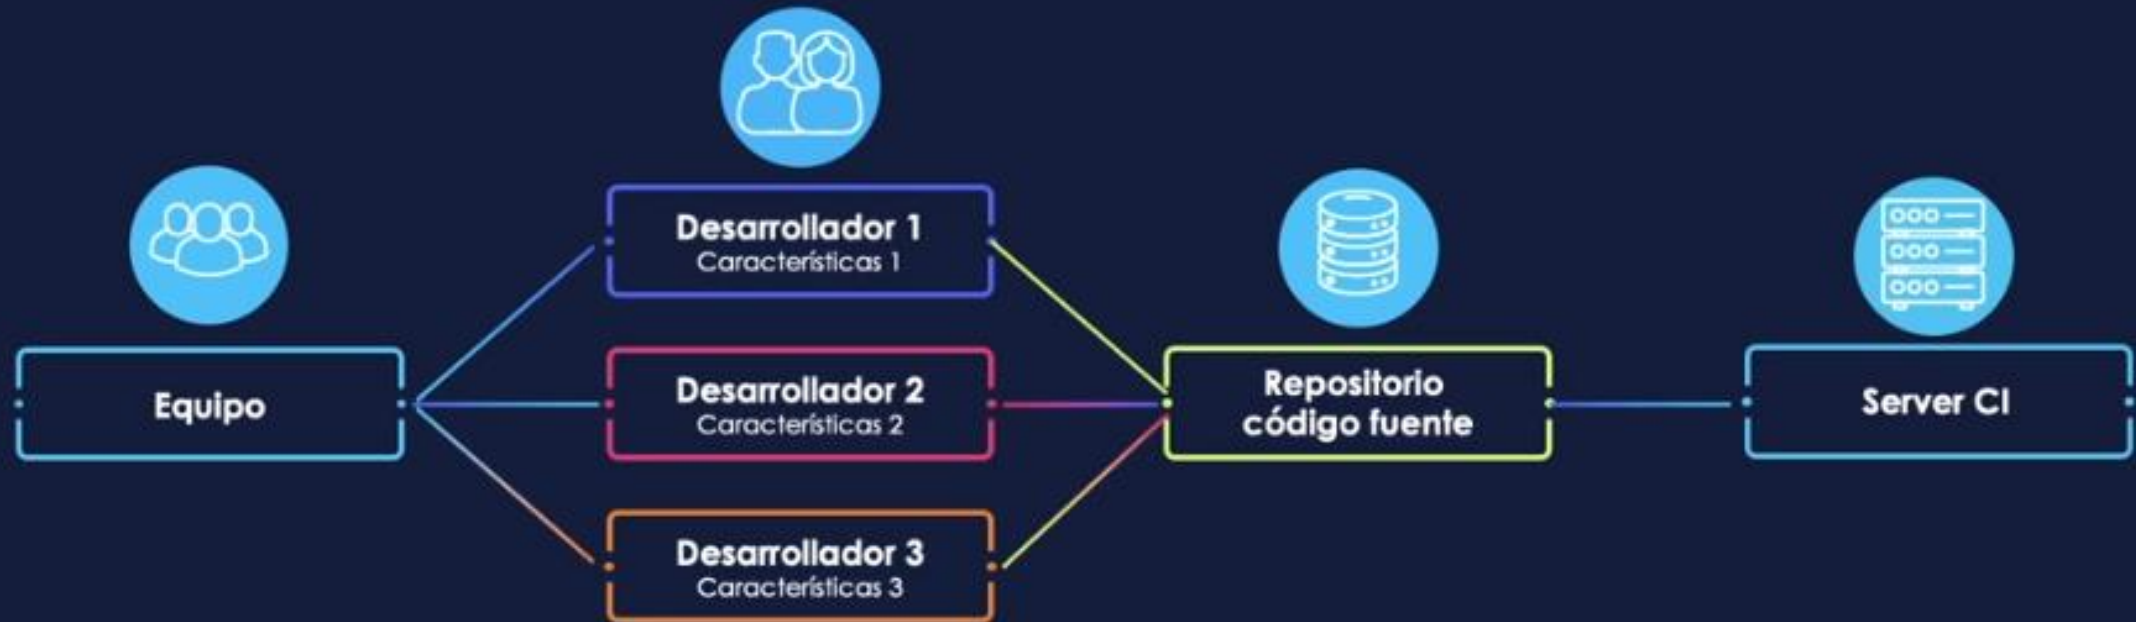 Equipo
Desarrollador 1
Características 1
Desarrollador 2
Características 2
Desarrollador 3
Características 3
Repositorio
código fuente
Server CI